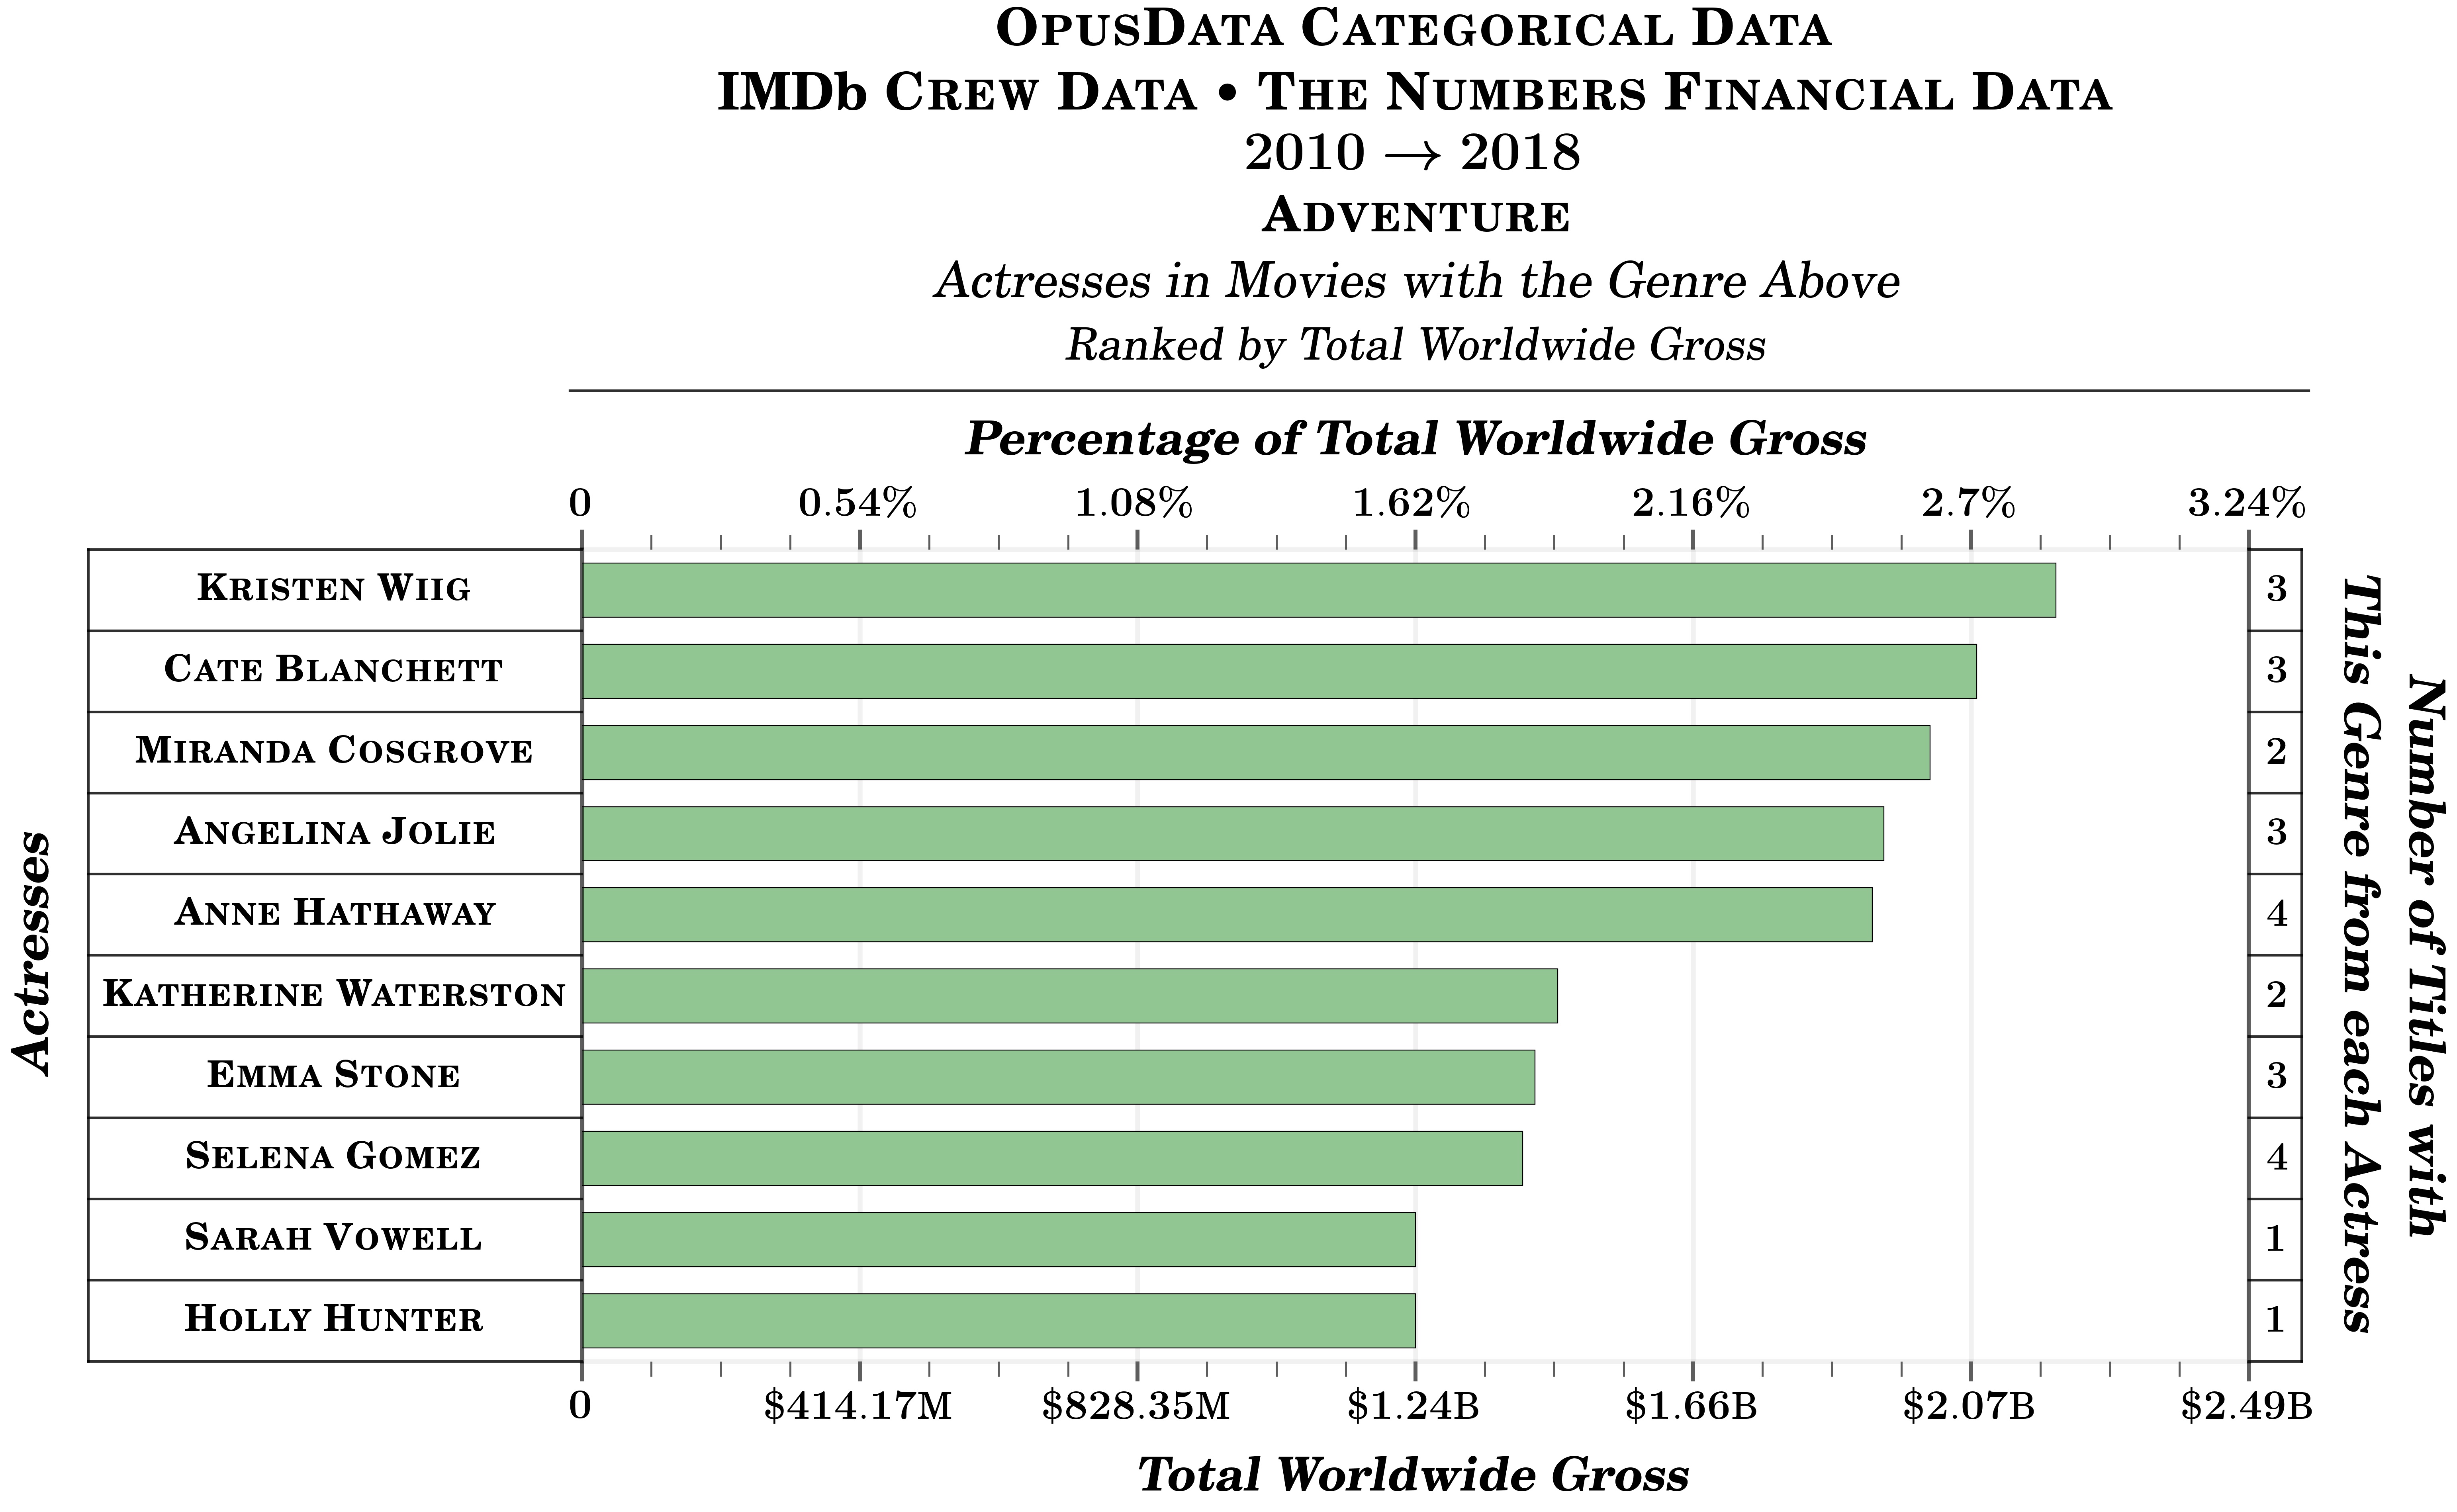 OpusData Categorical Data
IMDb Crew Data • The Numbers Financial Data
2010 → 2018
Adventure
Actresses in Movies with the Genre Above
Ranked by Total Worldwide Gross
Percentage of Total Worldwide Gross
0 0.54% 1.08% 1.62% 2.16% 2.7% 3.24%
Actresses
Kristen Wiig 3
Cate Blanchett 3
Miranda Cosgrove 2
Angelina Jolie 3
Anne Hathaway 4
Katherine Waterston 2
Emma Stone 3
Selena Gomez 4
Sarah Vowell 1
Holly Hunter 1
Number of Titles with
This Genre from each Actress
0 $414.17M $828.35M $1.24B $1.66B $2.07B $2.49B
Total Worldwide Gross